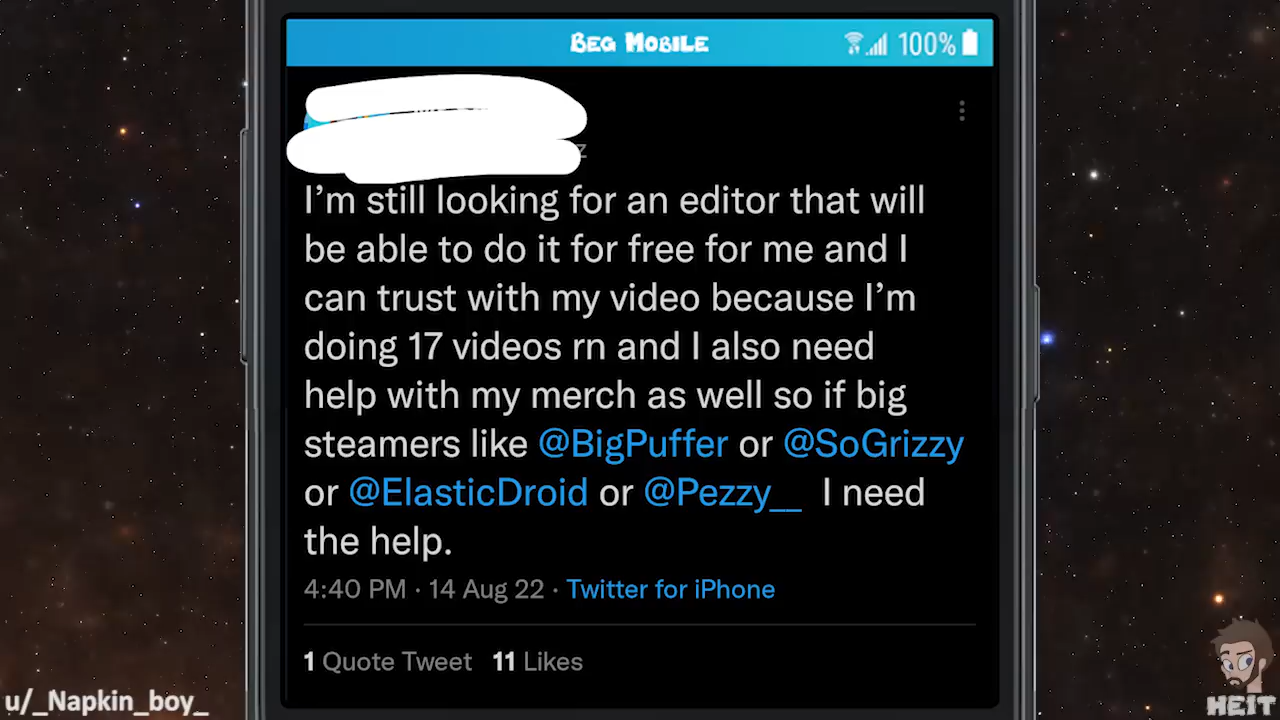 BEG MOBILE
100%
I'm still looking for an editor that will
be able to do it for free for me and I
can trust with my video because I'm
doing 17 videos rn and I also need
help with my merch as well so if big
steamers like @BigPuffer or @SoGrizzy
or @ElasticDroid or @Pezzy__ I need
the help.
4:40 PM · 14 Aug 22 · Twitter for iPhone
1 Quote Tweet 11 Likes
u/_Napkin_boy_
HEIT